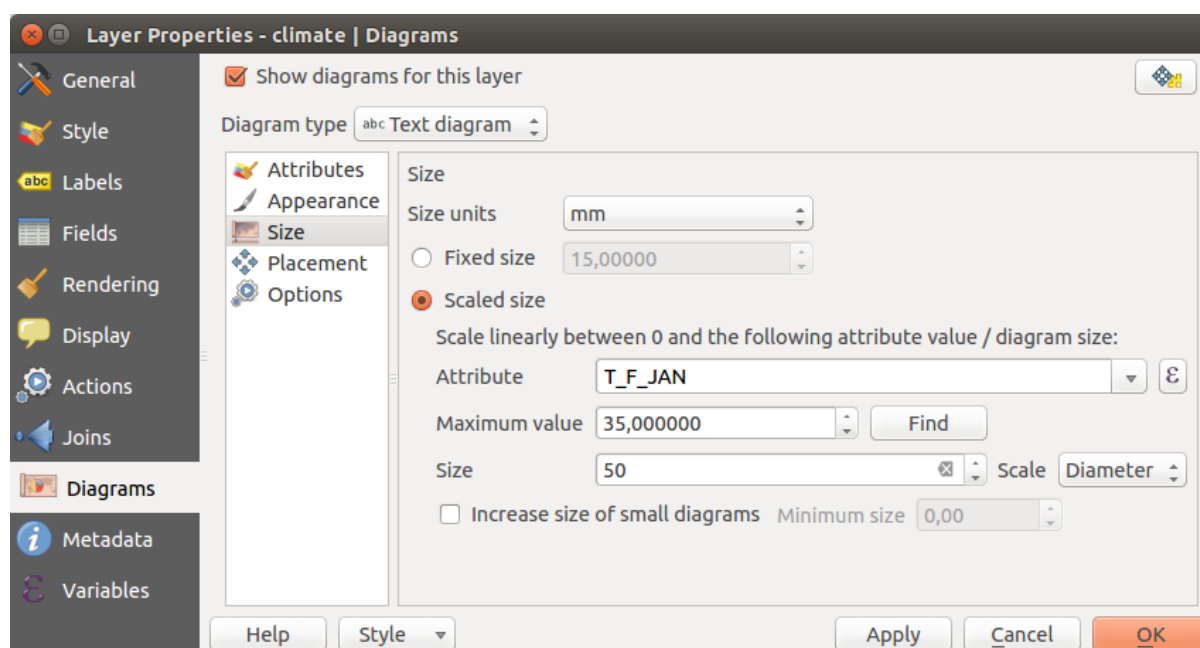 Layer Properties - climate | Diagrams
General
Style
abc Labels
Fields
Rendering
Display
Actions
Joins
Diagrams
Metadata
Variables
Show diagrams for this layer
Diagram type abc Text diagram
Attributes
Appearance
Size
Placement
Options
Size
Size units mm
Fixed size 15,00000
Scaled size
Scale linearly between 0 and the following attribute value / diagram size:
Attribute T_F_JAN ε
Maximum value 35,000000 Find
Size 50 Scale Diameter
Increase size of small diagrams Minimum size 0,00
Help Style Apply Cancel OK